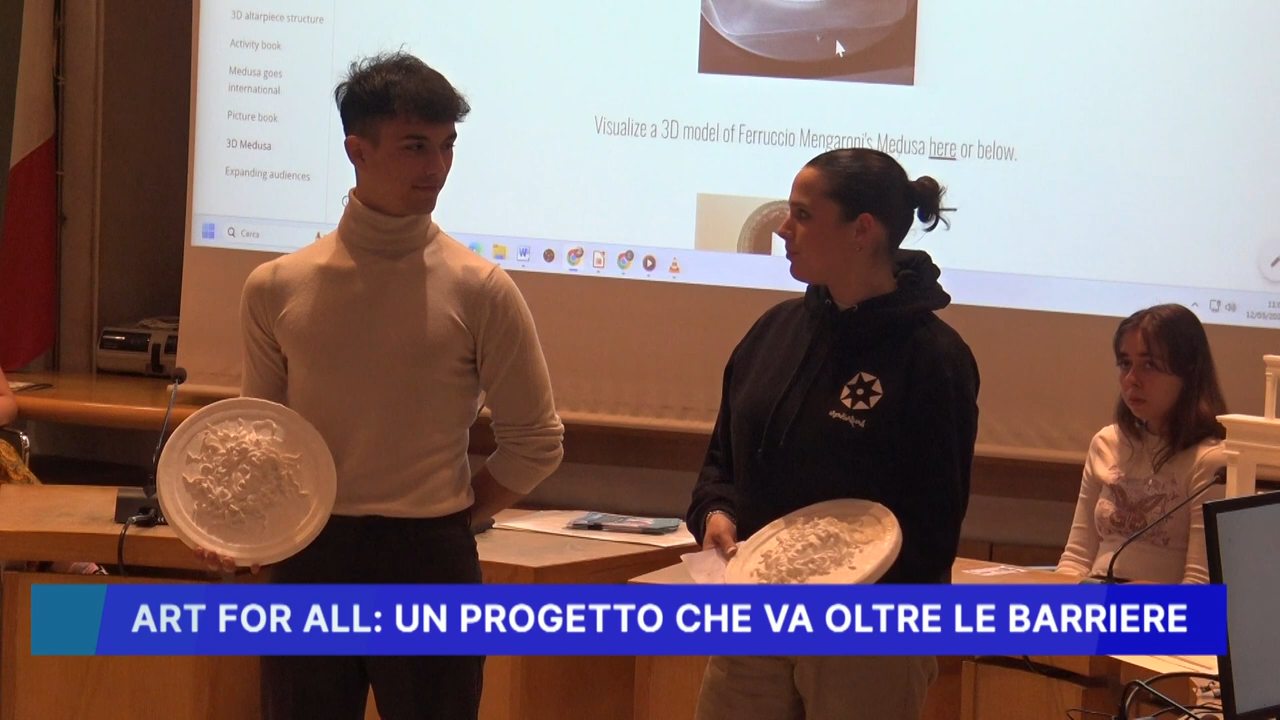 3D altarpiece structure
Activity book
Medusa goes
international
Picture book
3D Medusa
Expanding audiences
Visualize a 3D model of Ferruccio Mengaroni's Medusa here or below.
Cerca
ART FOR ALL: UN PROGETTO CHE VA OLTRE LE BARRIERE